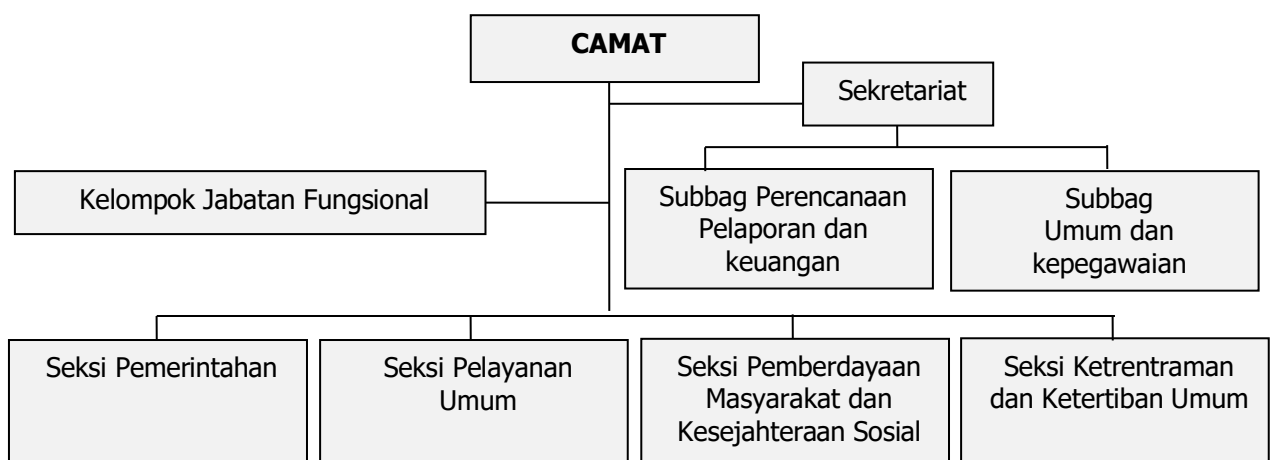 CAMAT
Sekretariat
Kelompok Jabatan Fungsional
Subbag Perencanaan
Pelaporan dan
keuangan
Subbag
Umum dan
kepegawaian
Seksi Pemerintahan
Seksi Pelayanan
Umum
Seksi Pemberdayaan
Masyarakat dan
Kesejahteraan Sosial
Seksi Ketrentraman
dan Ketertiban Umum